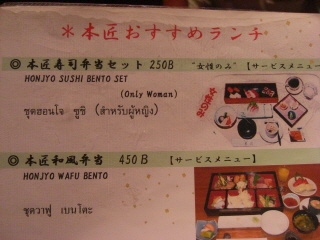 ＊本匠おすすめランチ
◎本匠寿司弁当セット 250B "女性のみ"【サービスメニュー
HONJYO SUSHI BENTO SET
(Only Woman)
ชุดฮอนโจ ซูชิ (สำหรับผู้หญิง)
◎本匠和風弁当 450B 【サービスメニュー】
HONJYO WAFU BENTO
ชุดวาฟุ เบนโตะ